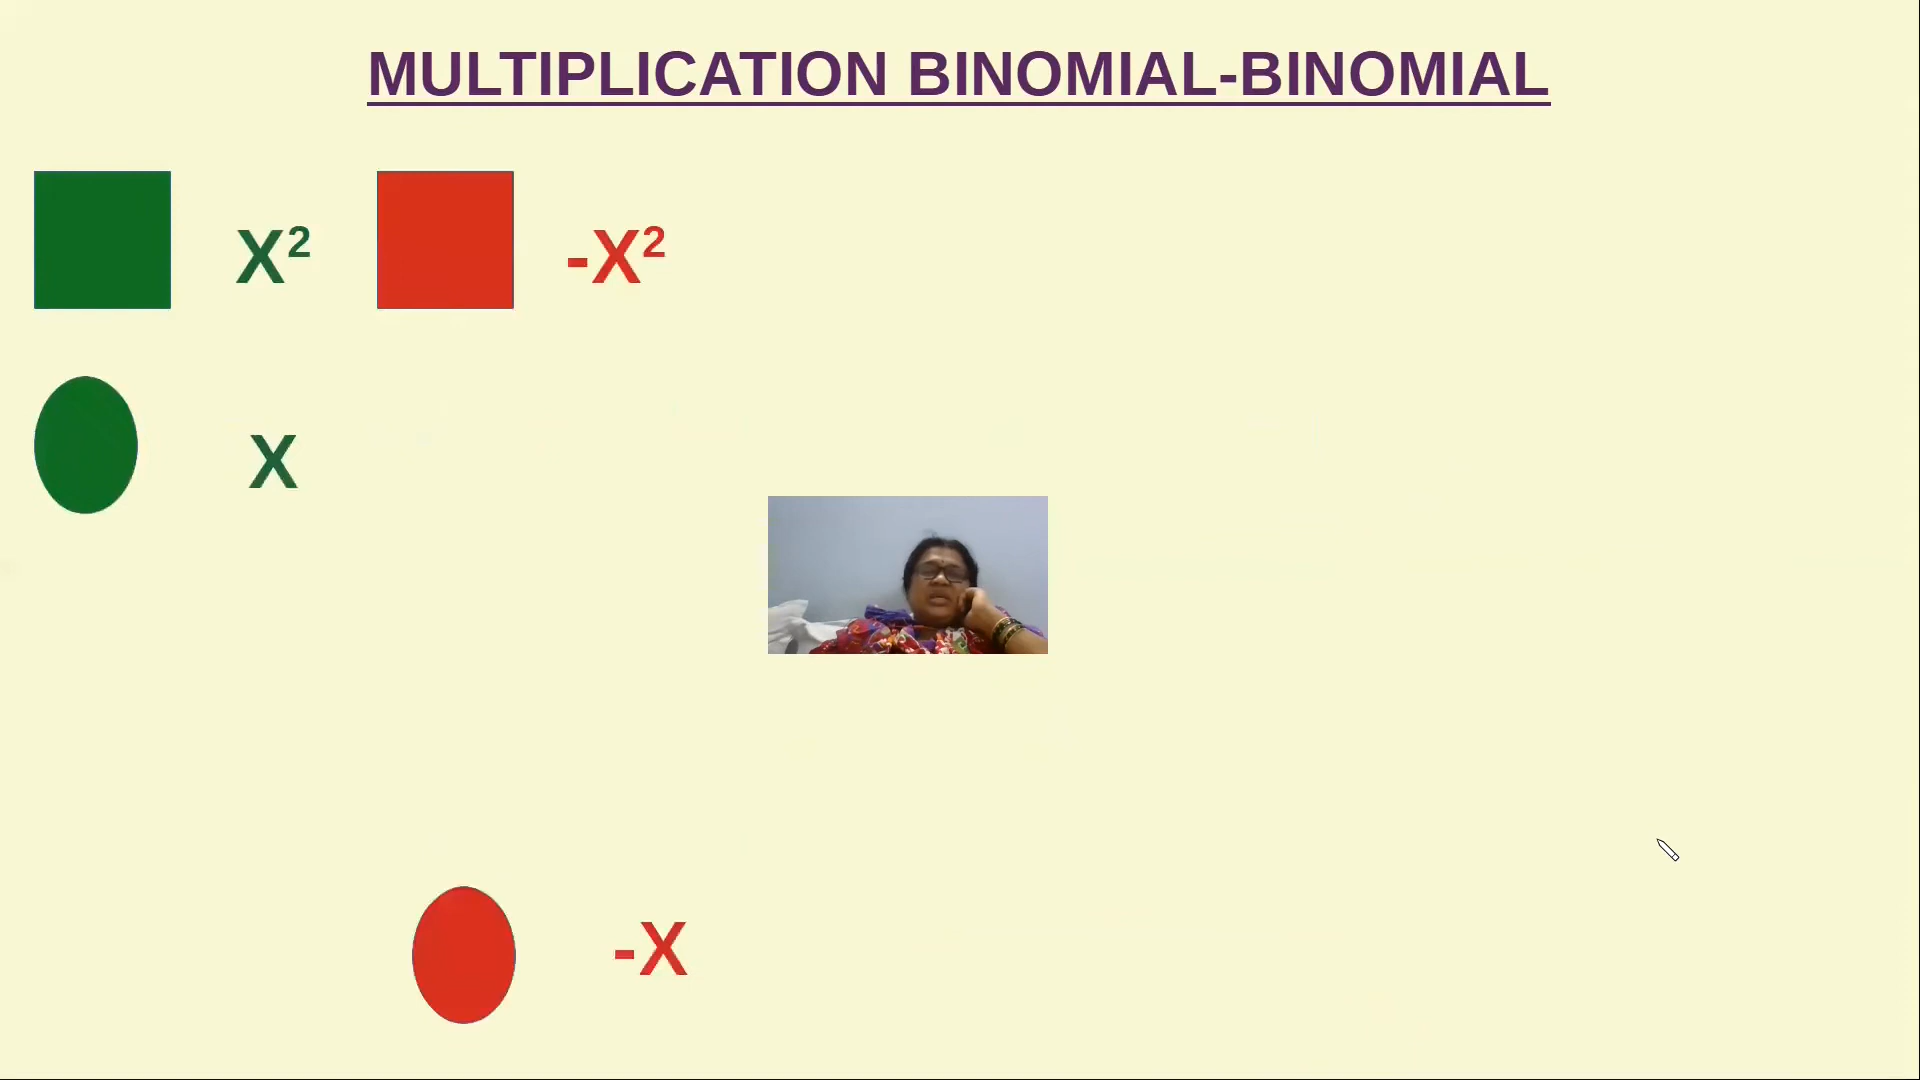 MULTIPLICATION BINOMIAL-BINOMIAL
X² -X²
X
-X